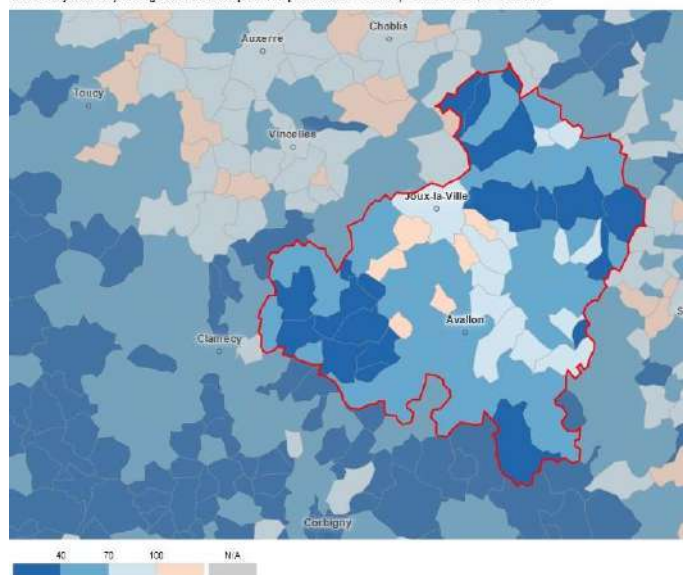 Auxerre
Chablis
Toucy
Vincelles
Joux-la-Ville
Avallon
Clamecy
Corbigny
40 70 100 N/A